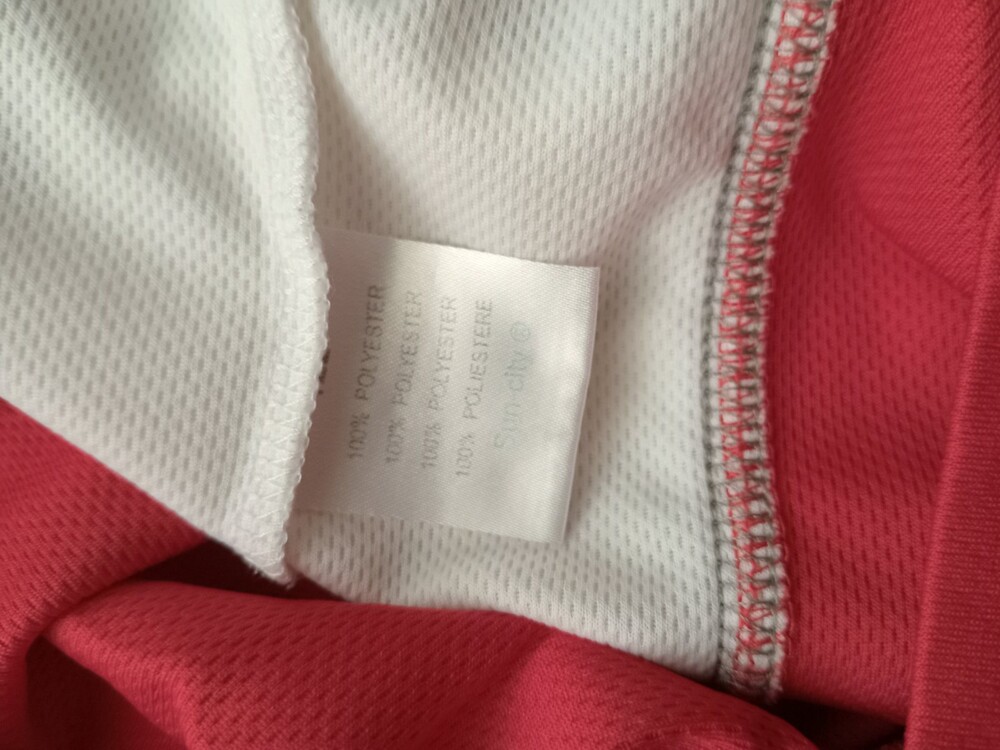 100% POLYESTER
100% POLYESTER
100% POLYESTER
100% POLIESTERE
Sun city ®